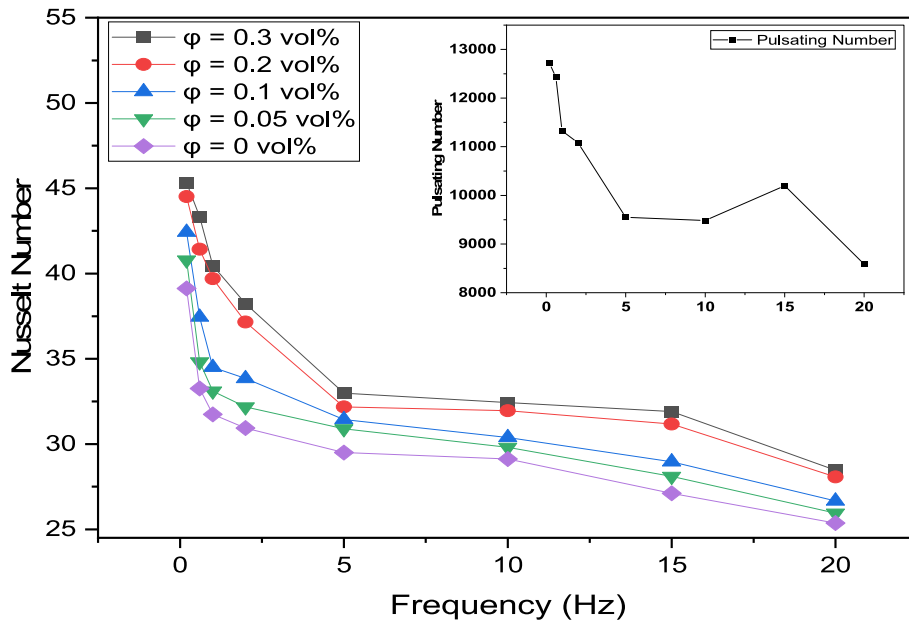 55
50
45
40
35
30
25
Nusselt Number
φ = 0.3 vol%
φ = 0.2 vol%
φ = 0.1 vol%
φ = 0.05 vol%
φ = 0 vol%
0
5
10
15
20
Frequency (Hz)
Pulsating Number
13000
12000
11000
10000
9000
8000
Pulsating Number
0
5
10
15
20